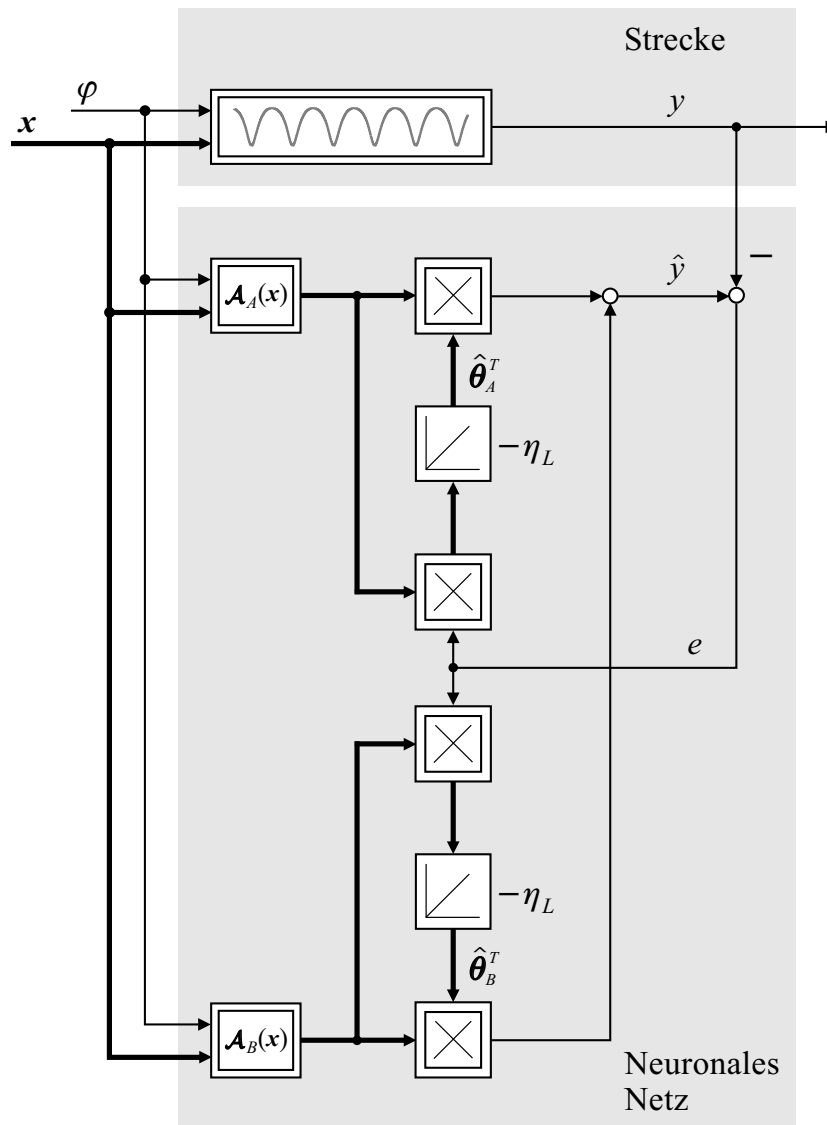 Strecke
φ
x
y
−
𝓐_A(x)
ŷ
θ̂_A^T
−η_L
e
−η_L
θ̂_B^T
𝓐_B(x)
Neuronales
Netz